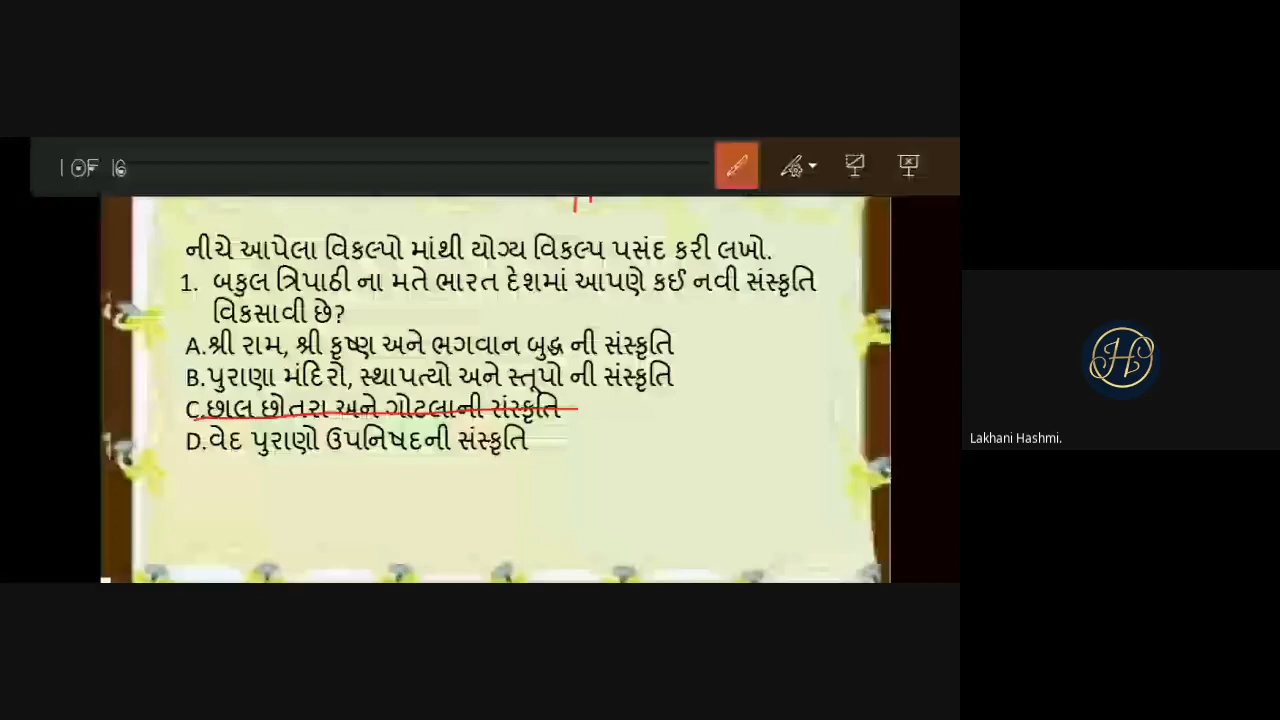 1 OF 16
નીચે આપેલા વિકલ્પો માંથી યોગ્ય વિકલ્પ પસંદ કરી લખો.
1. બકુલ ત્રિપાઠી ના મતે ભારત દેશમાં આપણે કઈ નવી સંસ્કૃતિ
વિકસાવી છે?
A.શ્રી રામ, શ્રી કૃષ્ણ અને ભગવાન બુદ્ધ ની સંસ્કૃતિ
B.પુરાણા મંદિરો, સ્થાપત્યો અને સ્તૂપો ની સંસ્કૃતિ
C.છાલ છોતરા અને ગોટલાની સંસ્કૃતિ
D.વેદ પુરાણો ઉપનિષદની સંસ્કૃતિ
H
Lakhani Hashmi.